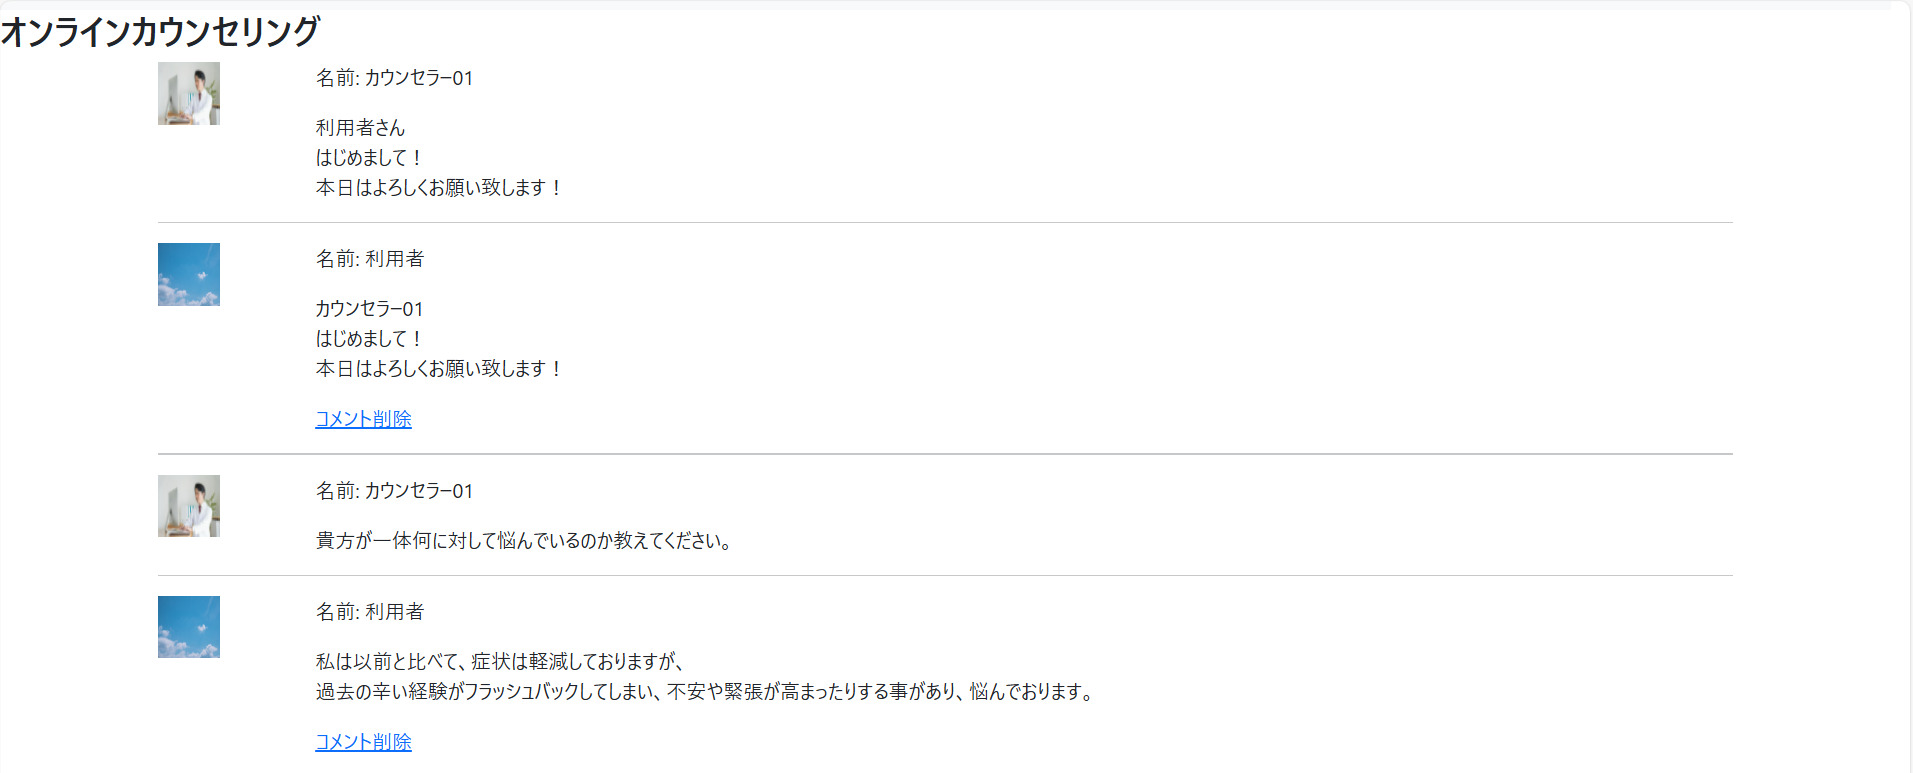 オンラインカウンセリング
名前: カウンセラー01
利用者さん
はじめまして！
本日はよろしくお願い致します！
名前: 利用者
カウンセラー01
はじめまして！
本日はよろしくお願い致します！
コメント削除
名前: カウンセラー01
貴方が一体何に対して悩んでいるのか教えてください。
名前: 利用者
私は以前と比べて、症状は軽減しておりますが、
過去の辛い経験がフラッシュバックしてしまい、不安や緊張が高まったりする事があり、悩んでおります。
コメント削除